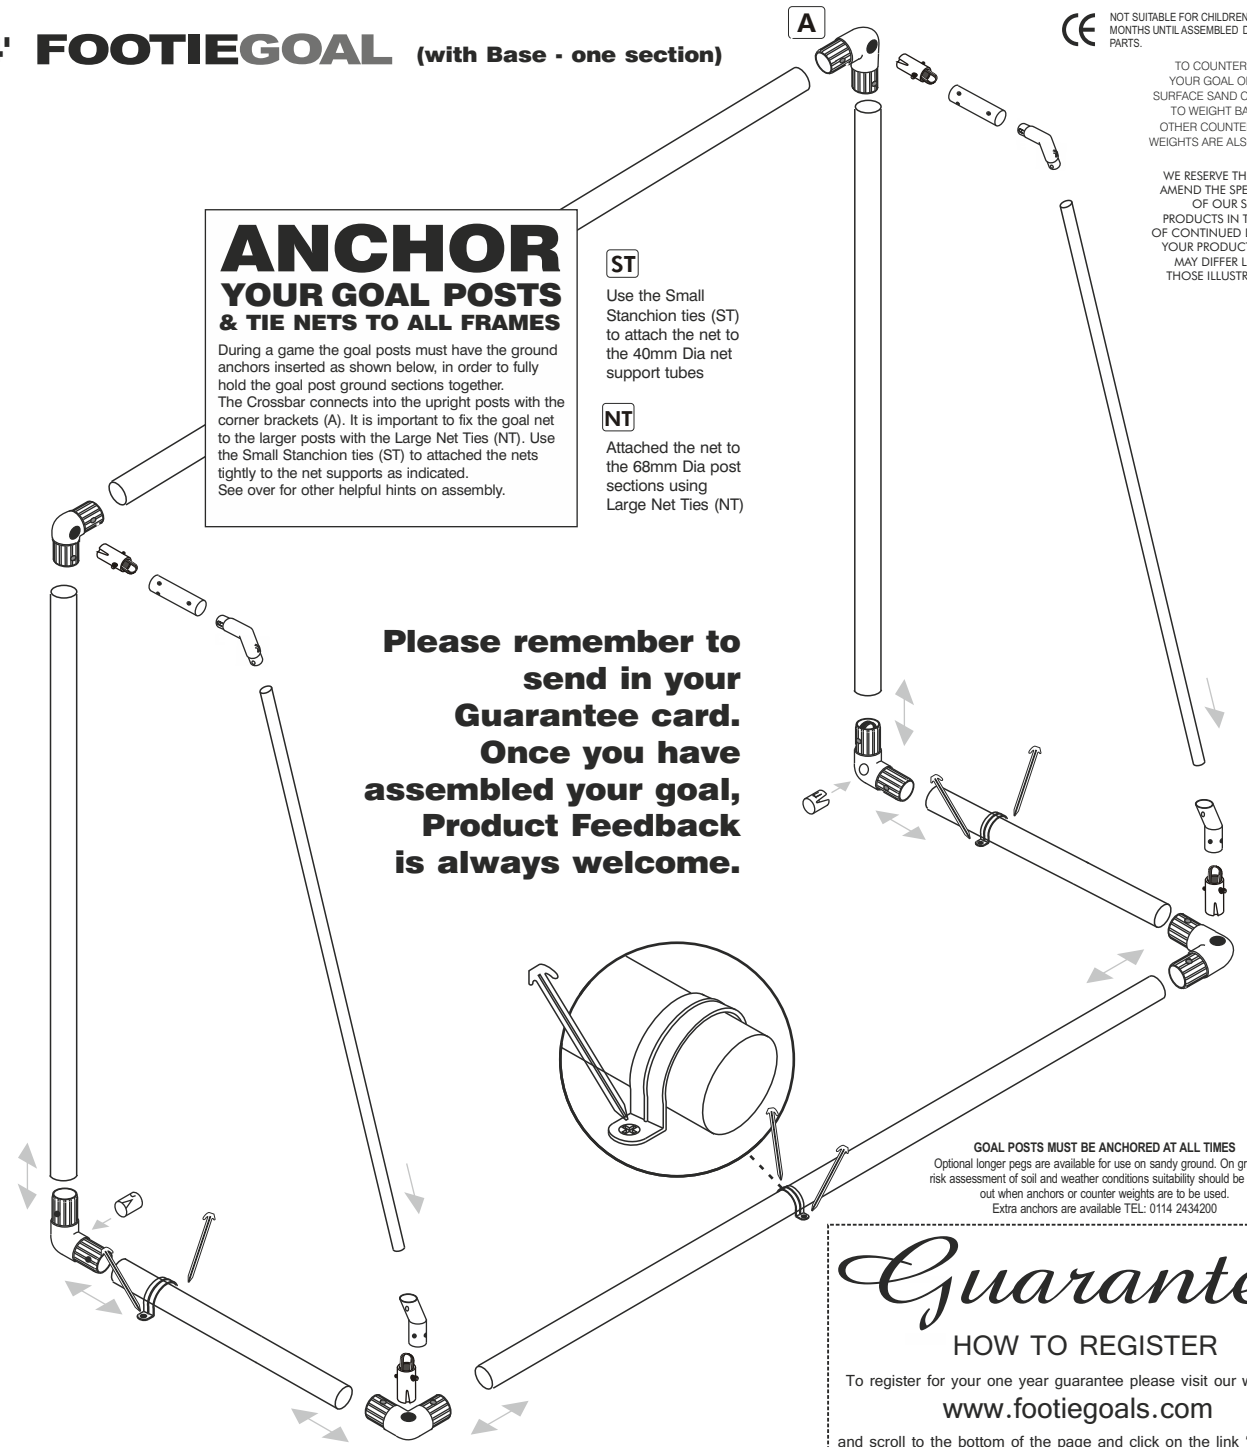 FOOTIEGOAL (with Base - one section)
A
NOT SUITABLE FOR CHILDREN
MONTHS UNTIL ASSEMBLED
PARTS.
TO COUNTER
YOUR GOAL
SURFACE SAND
TO WEIGHT
OTHER
WEIGHTS ARE
WE RESERVE
AMEND THE
OF OUR
PRODUCTS IN
OF CONTINUED
YOUR
MAY DIFFER
THOSE
ANCHOR
YOUR GOAL POSTS
& TIE NETS TO ALL FRAMES
During a game the goal posts must have the ground
anchors inserted as shown below, in order to fully
hold the goal post ground sections together.
The Crossbar connects into the upright posts with the
corner brackets (A). It is important to fix the goal net
to the larger posts with the Large Net Ties (NT). Use
the Small Stanchion ties (ST) to attached the nets
tightly to the net supports as indicated.
See over for other helpful hints on assembly.
ST
Use the Small
Stanchion ties (ST)
to attach the net to
the 40mm Dia net
support tubes
NT
Attached the net to
the 68mm Dia post
sections using
Large Net Ties (NT)
Please remember to
send in your
Guarantee card.
Once you have
assembled your goal,
Product Feedback
is always welcome.
GOAL POSTS MUST BE ANCHORED AT ALL TIMES
Optional longer pegs are available for use on sandy ground. On
risk assessment of soil and weather conditions suitability should be
out when anchors or counter weights are to be used.
Extra anchors are available TEL: 0114 2434200
Guarante
HOW TO REGISTER
To register for your one year guarantee please visit our
www.footiegoals.com
and scroll to the bottom of the page and click on the link